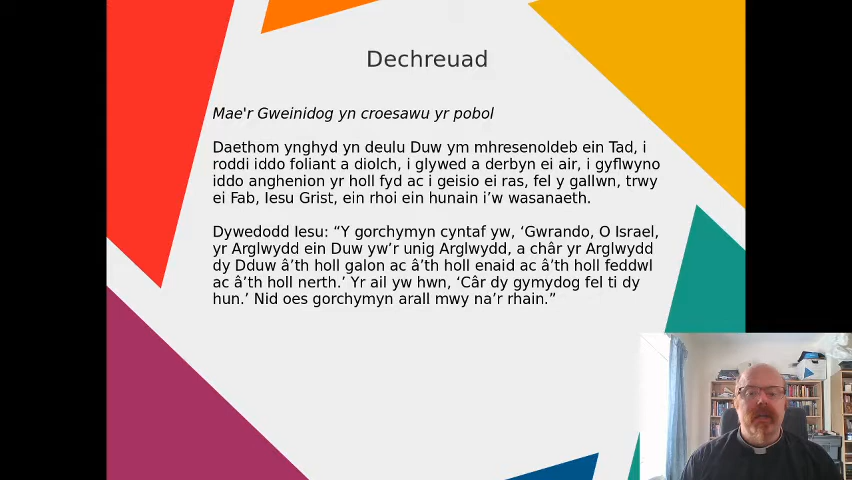 Dechreuad
Mae'r Gweinidog yn croesawu yr pobol
Daethom ynghyd yn deulu Duw ym mhresenoldeb ein Tad, i
roddi iddo foliant a diolch, i glywed a derbyn ei air, i gyflwyno
iddo anghenion yr holl fyd ac i geisio ei ras, fel y gallwn, trwy
ei Fab, Iesu Grist, ein rhoi ein hunain i’w wasanaeth.
Dywedodd Iesu: “Y gorchymyn cyntaf yw, ‘Gwrando, O Israel,
yr Arglwydd ein Duw yw’r unig Arglwydd, a châr yr Arglwydd
dy Dduw â’th holl galon ac â’th holl enaid ac â’th holl feddwl
ac â’th holl nerth.’ Yr ail yw hwn, ‘Câr dy gymydog fel ti dy
hun.’ Nid oes gorchymyn arall mwy na’r rhain.”